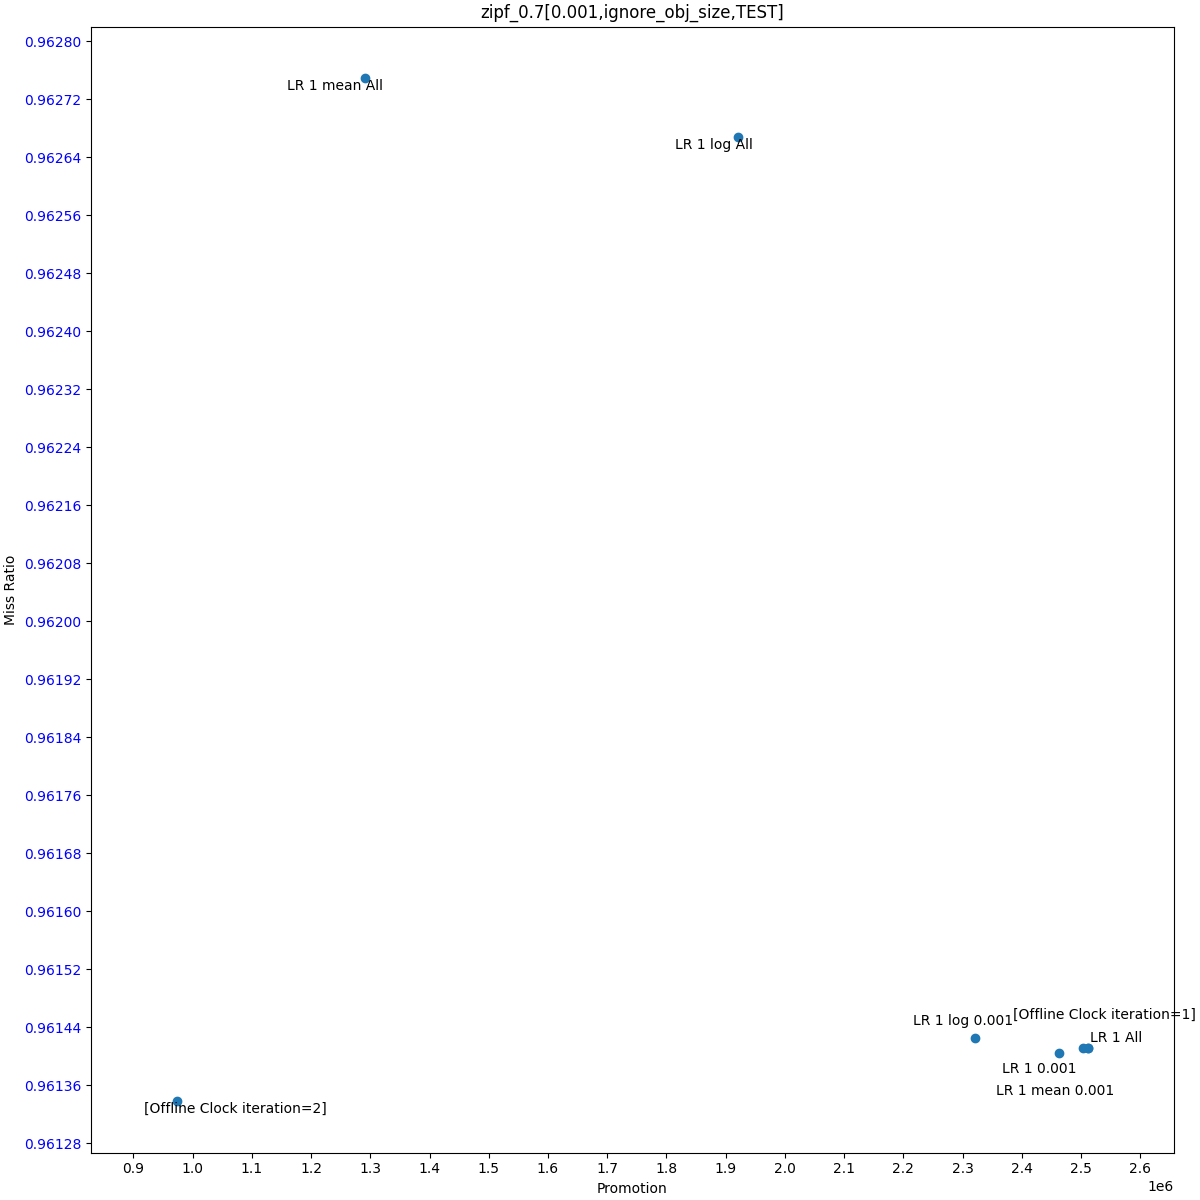 zipf_0.7[0.001,ignore_obj_size,TEST]
0.96280
LR 1 mean All
0.96272
LR 1 log All
0.96264
0.96256
0.96248
0.96240
0.96232
0.96224
0.96216
0.96208
Miss Ratio
0.96200
0.96192
0.96184
0.96176
0.96168
0.96160
0.96152
[Offline Clock iteration=1]
LR 1 log 0.001
0.96144
LR 1 All
LR 1 0.001
0.96136
LR 1 mean 0.001
[Offline Clock iteration=2]
0.96128
0.9 1.0 1.1 1.2 1.3 1.4 1.5 1.6 1.7 1.8 1.9 2.0 2.1 2.2 2.3 2.4 2.5 2.6
1e6
Promotion